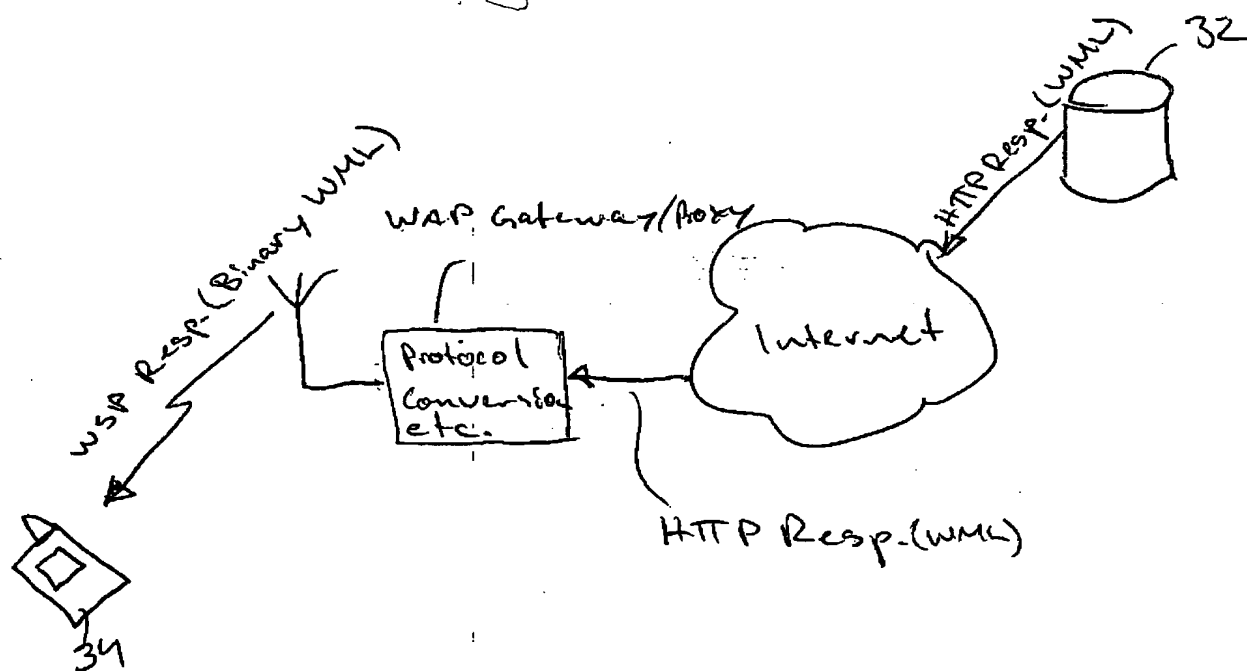 32
HTTP Resp.(WML)
WSP Resp.(Binary WML)
WAP Gateway/Proxy
Internet
Protocol
Conversion
etc.
HTTP Resp.(WML)
34